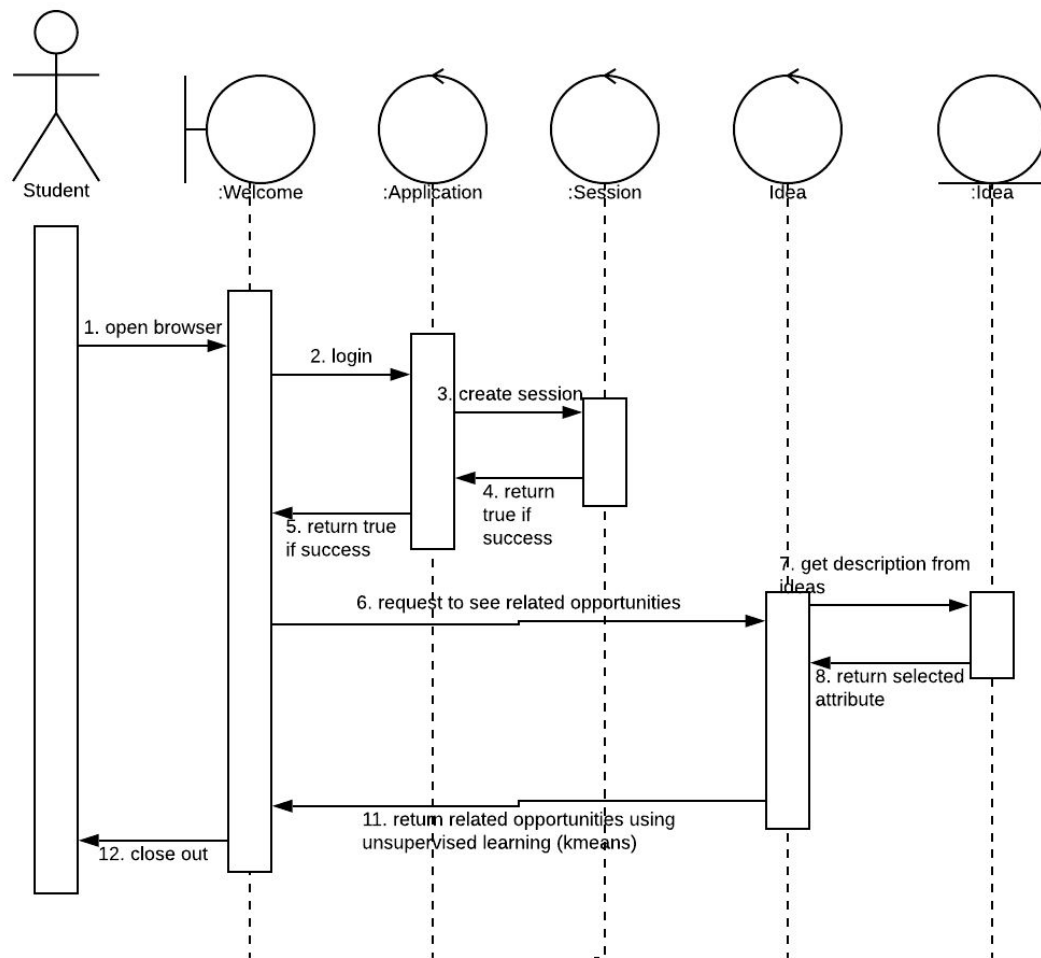 Student
:Welcome
:Application
:Session
Idea
:Idea
1. open browser
2. login
3. create session
4. return
true if
success
5. return true
if success
7. get description from
ideas
6. request to see related opportunities
8. return selected
attribute
11. return related opportunities using
unsupervised learning (kmeans)
12. close out